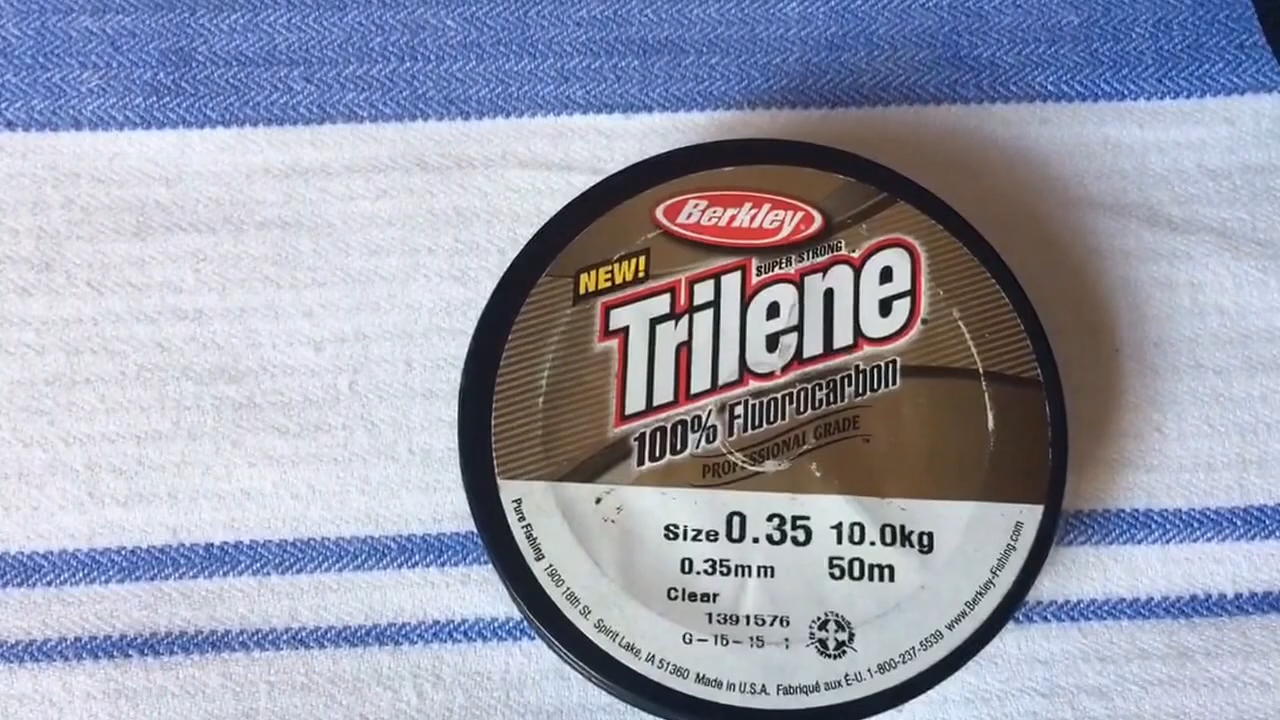 Berkley
NEW!
SUPER STRONG
Trilene
100% Fluorocarbon
PROFESSIONAL GRADE™
Size 0.35 10.0kg
0.35mm 50m
Clear
1391576
G-15-15 1
Pure Fishing 1900 18th St. Spirit Lake, IA 51360 Made in U.S.A. Fabriqué aux É-U. 1-800-237-5539 www.Berkley-Fishing.com